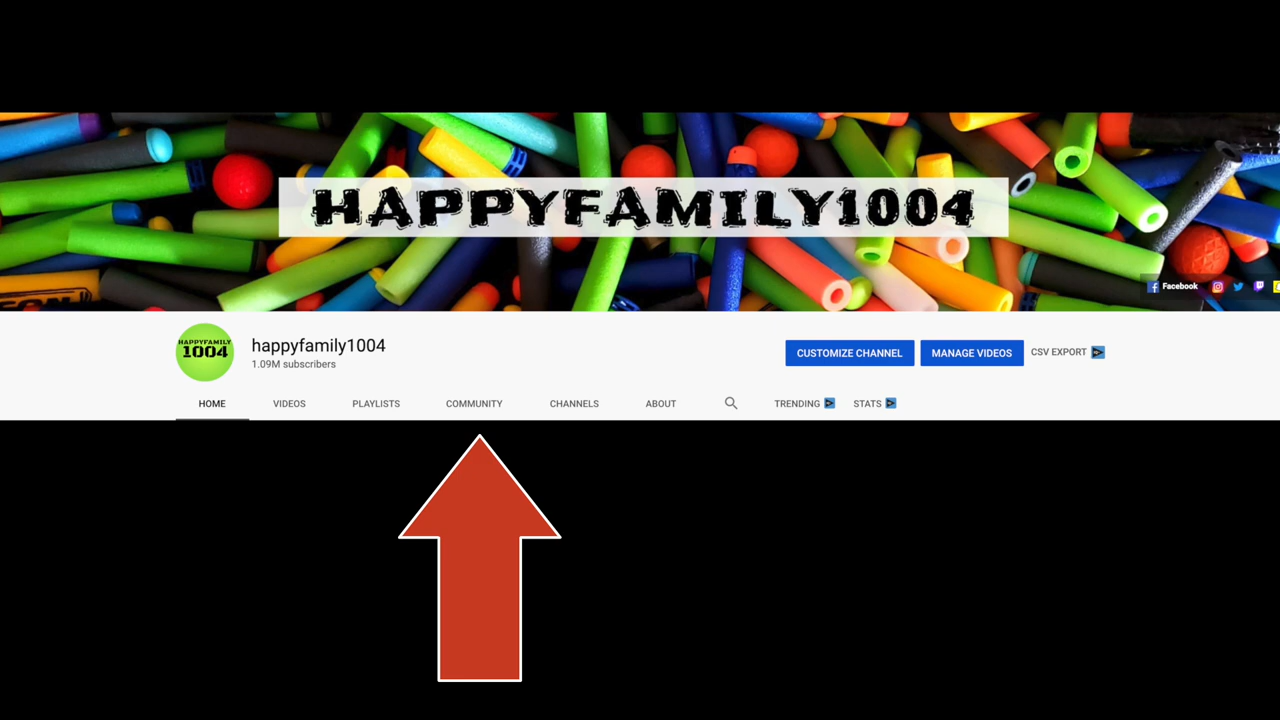 HAPPYFAMILY1004
Facebook
HAPPYFAMILY
1004
happyfamily1004
1.09M subscribers
CUSTOMIZE CHANNEL
MANAGE VIDEOS
CSV EXPORT
HOME
VIDEOS
PLAYLISTS
COMMUNITY
CHANNELS
ABOUT
TRENDING
STATS